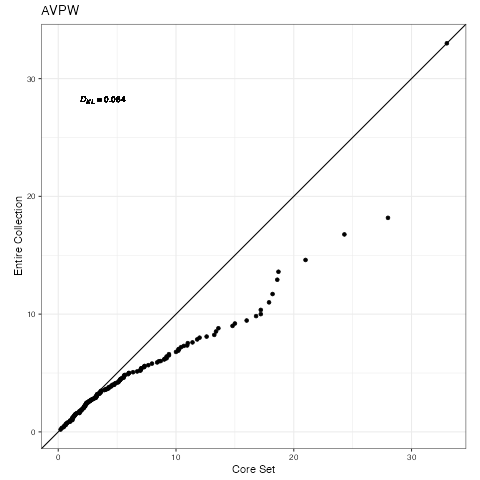 AVPW
30
D_KL = 0.064
20
10
0
Entire Collection
0 10 20 30
Core Set